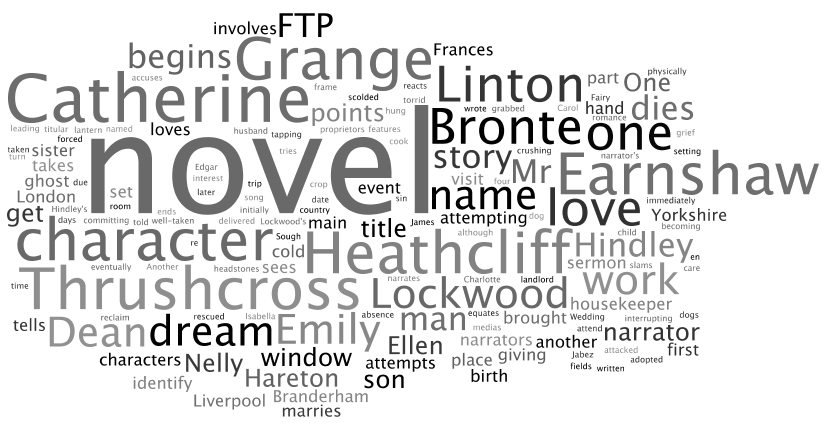 involves FTP
begins Grange Frances
Catherine Linton part One physically
accuses frame scolded reacts torrid wrote grabbed Carol Fairy romance hand dies
points hung Bronte one grief
leading titular lantern named loves husband tapping proprietors features cook crushing narrator's setting
forced taken turn sister tries novel story Mr Earnshaw
takes Edgar interest later trip event visit four
ghost due room set crop song sin name love immediately
London Hindley's days committing told well-taken ends delivered Lockwood's initially date country main James title attempting dog Yorkshire
get character re Sough cold Heathcliff although child becoming Hindley en
eventually Another headstones sees narrates Charlotte landlord sermon slams care
time Thrushcross Lockwood work
housekeeper
tells reclaim rescued Isabella absence equates brought Wedding interrupting dogs
Dean dream Emily man medias narrators another attend narrator
characters Nelly window Ellen attempts place giving Jabez attacked first
identify Hareton son birth fields written adopted
Liverpool Branderham
marries